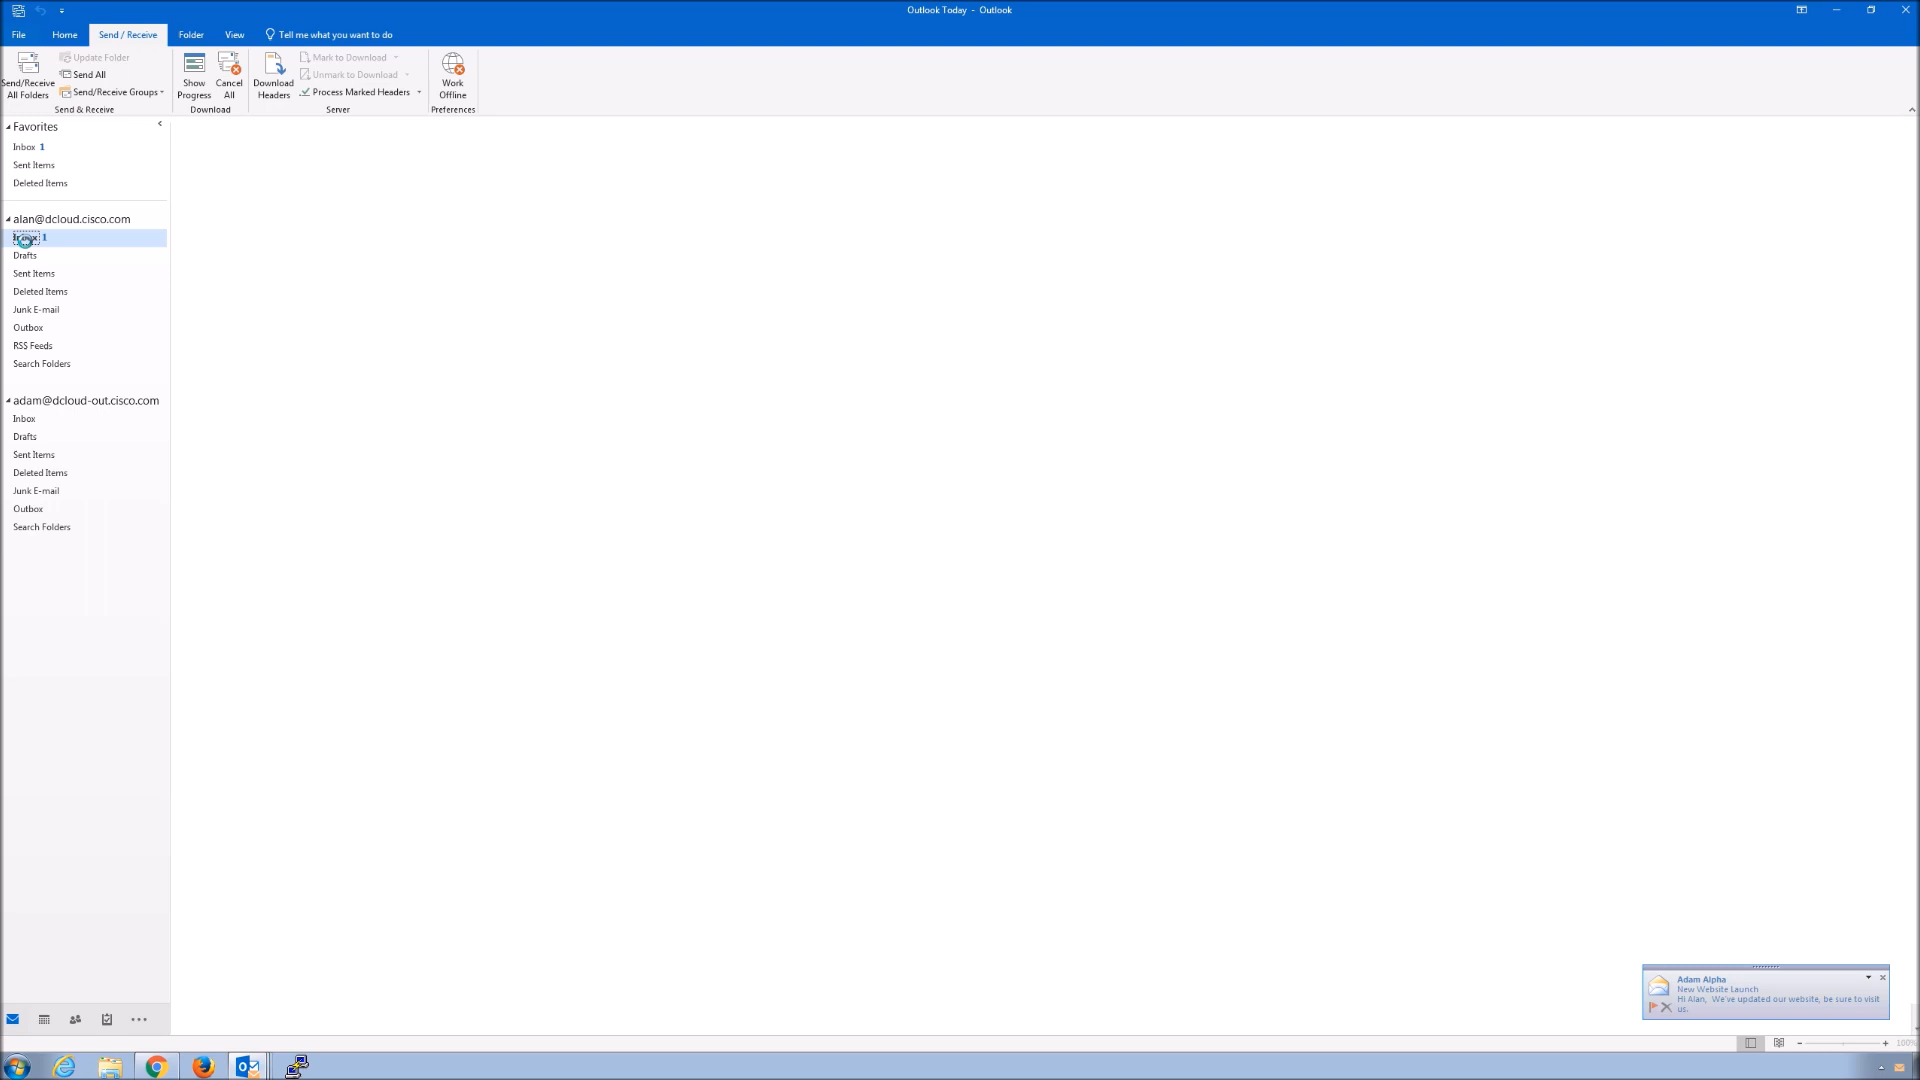 Outlook Today - Outlook
File Home Send / Receive Folder View Tell me what you want to do
Send/Receive All Folders
Update Folder
Send All
Send/Receive Groups
Send & Receive
Show Progress
Cancel All
Download
Download Headers
Mark to Download
Unmark to Download
Process Marked Headers
Server
Work Offline
Preferences
Favorites
Inbox 1
Sent Items
Deleted Items
alan@dcloud.cisco.com
Inbox 1
Drafts
Sent Items
Deleted Items
Junk E-mail
Outbox
RSS Feeds
Search Folders
adam@dcloud-out.cisco.com
Inbox
Drafts
Sent Items
Deleted Items
Junk E-mail
Outbox
Search Folders
Adam Alpha
New Website Launch
Hi Alan, We've updated our website, be sure to visit
us.
100%